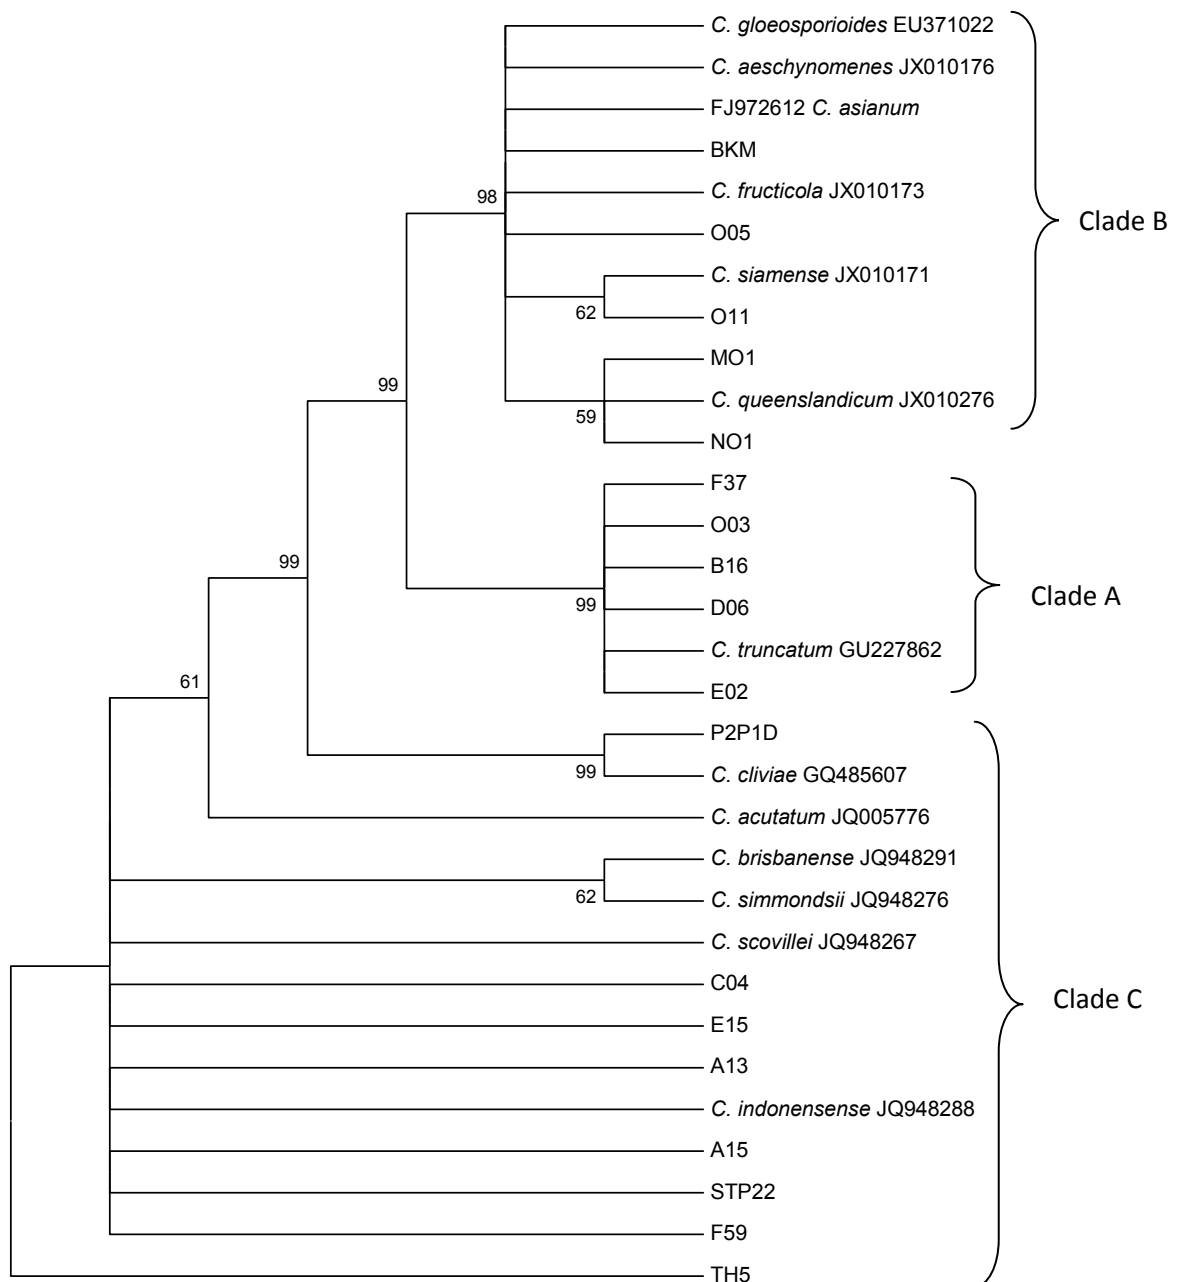 C. gloeosporioides EU371022
C. aeschynomenes JX010176
FJ972612 C. asianum
BKM
98
C. fructicola JX010173
O05
Clade B
C. siamense JX010171
62
O11
MO1
99
C. queenslandicum JX010276
59
NO1
F37
O03
99
B16
99
D06
Clade A
C. truncatum GU227862
61
E02
P2P1D
99
C. cliviae GQ485607
C. acutatum JQ005776
C. brisbanense JQ948291
62
C. simmondsii JQ948276
C. scovillei JQ948267
C04
Clade C
E15
A13
C. indonensense JQ948288
A15
STP22
F59
TH5